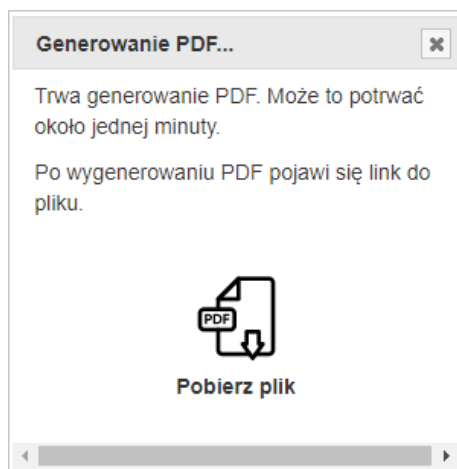 Generowanie PDF...
Trwa generowanie PDF. Może to potrwać
około jednej minuty.
Po wygenerowaniu PDF pojawi się link do
pliku.
PDF
Pobierz plik